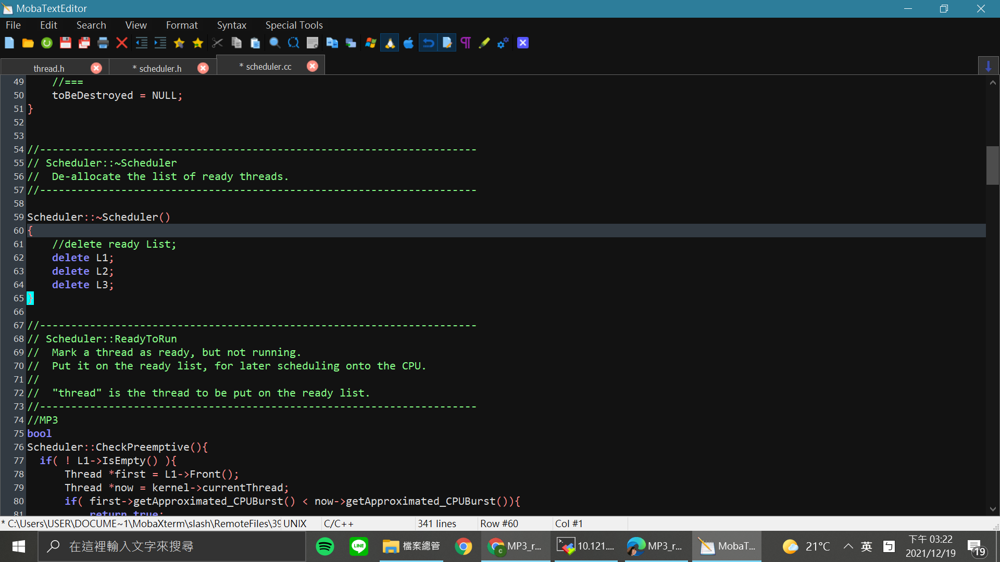 MobaTextEditor
File Edit Search View Format Syntax Special Tools
thread.h * scheduler.h * scheduler.cc
49 //===
50 toBeDestroyed = NULL;
51 }
52
53
54 //----------------------------------------------------------------------
55 // Scheduler::~Scheduler
56 // De-allocate the list of ready threads.
57 //----------------------------------------------------------------------
58
59 Scheduler::~Scheduler()
60 {
61 //delete ready List;
62 delete L1;
63 delete L2;
64 delete L3;
65 }
66
67 //----------------------------------------------------------------------
68 // Scheduler::ReadyToRun
69 // Mark a thread as ready, but not running.
70 // Put it on the ready list, for later scheduling onto the CPU.
71 //
72 // "thread" is the thread to be put on the ready list.
73 //----------------------------------------------------------------------
74 //MP3
75 bool
76 Scheduler::CheckPreemptive(){
77 if( ! L1->IsEmpty() ){
78 Thread *first = L1->Front();
79 Thread *now = kernel->currentThread;
80 if( first->getApproximated_CPUBurst() < now->getApproximated_CPUBurst()){
81 return true;
* C:\Users\USER\DOCUME~1\MobaXterm\slash\RemoteFiles\39 UNIX C/C++ 341 lines Row #60 Col #1
在這裡輸入文字來搜尋 LINE 檔案總管 C MP3_r... 10.121.... MP3_r... MobaT... 21°C 英 ㄅ 下午 03:22
2021/12/19 19